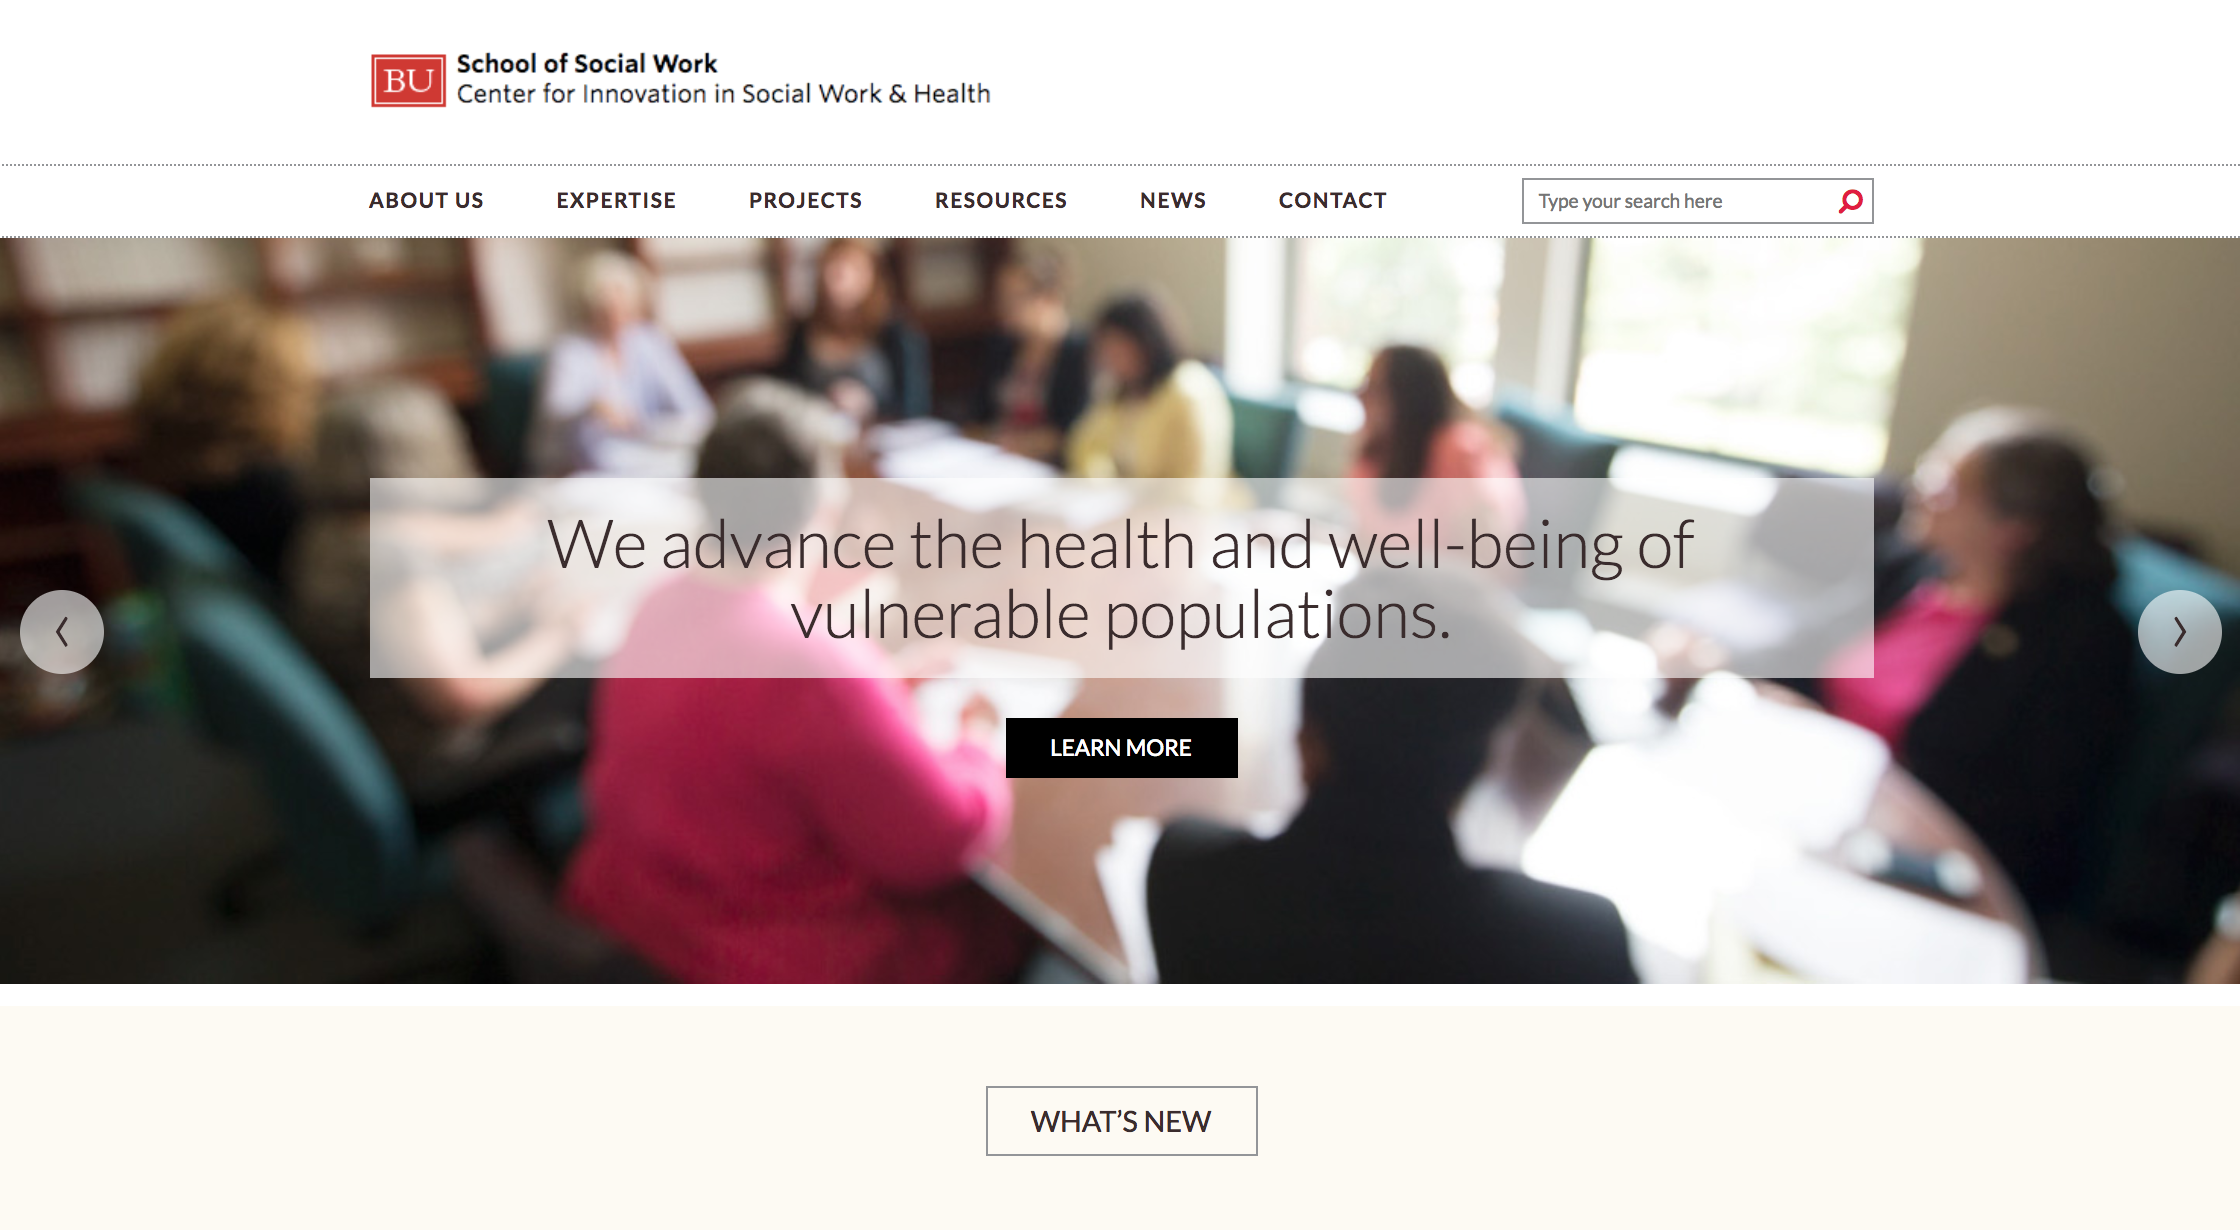 BU
School of Social Work
Center for Innovation in Social Work & Health
ABOUT US
EXPERTISE
PROJECTS
RESOURCES
NEWS
CONTACT
Type your search here
We advance the health and well-being of
vulnerable populations.
LEARN MORE
WHAT’S NEW